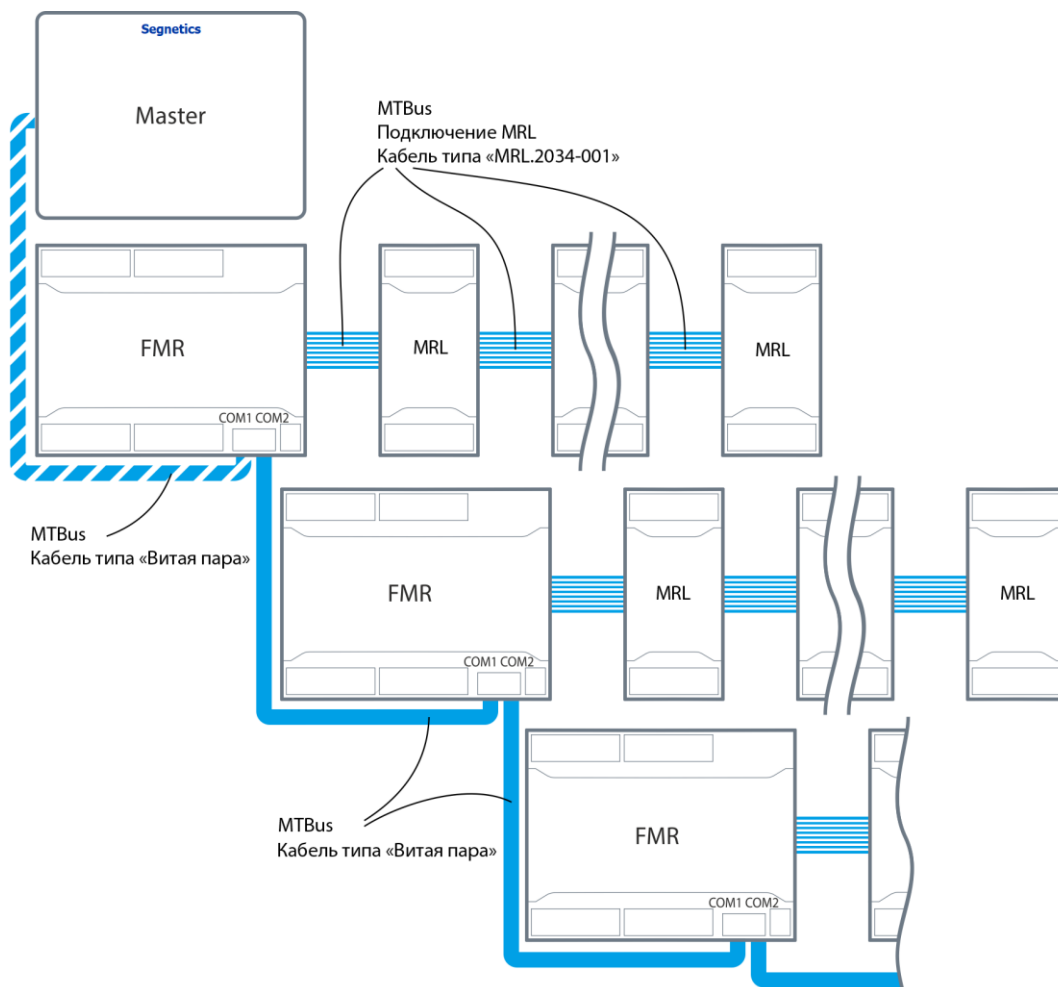 Segnetics
Master
MTBus
Подключение MRL
Кабель типа «MRL.2034-001»
FMR
MRL
MRL
COM1 COM2
MTBus
Кабель типа «Витая пара»
FMR
MRL
MRL
COM1 COM2
MTBus
Кабель типа «Витая пара»
FMR
COM1 COM2